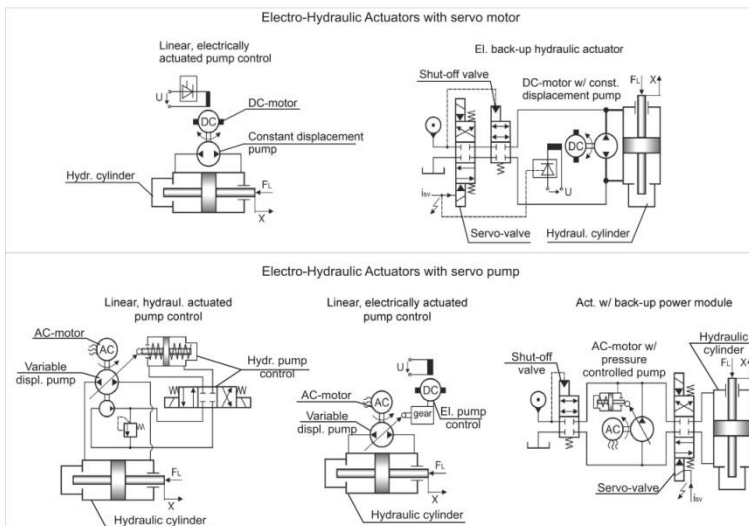 Electro-Hydraulic Actuators with servo motor
Linear, electrically
actuated pump control
U
DC
DC-motor
Constant displacement
pump
Hydr. cylinder
FL
X
El. back-up hydraulic actuator
Shut-off valve
DC-motor w/ const.
displacement pump
FL X
DC
U
isv
Servo-valve
Hydraul. cylinder
Electro-Hydraulic Actuators with servo pump
Linear, hydraul. actuated
pump control
AC-motor
AC
Variable
displ. pump
Hydr. pump
control
FL
X
Hydraulic cylinder
Linear, electrically actuated
pump control
U
DC
AC-motor
AC
gear
El. pump
control
Variable
displ. pump
FL
X
Hydraulic cylinder
Act. w/ back-up power module
Shut-off
valve
AC-motor w/
pressure
controlled pump
Hydraulic
cylinder
FL X
AC
Servo-valve
isv